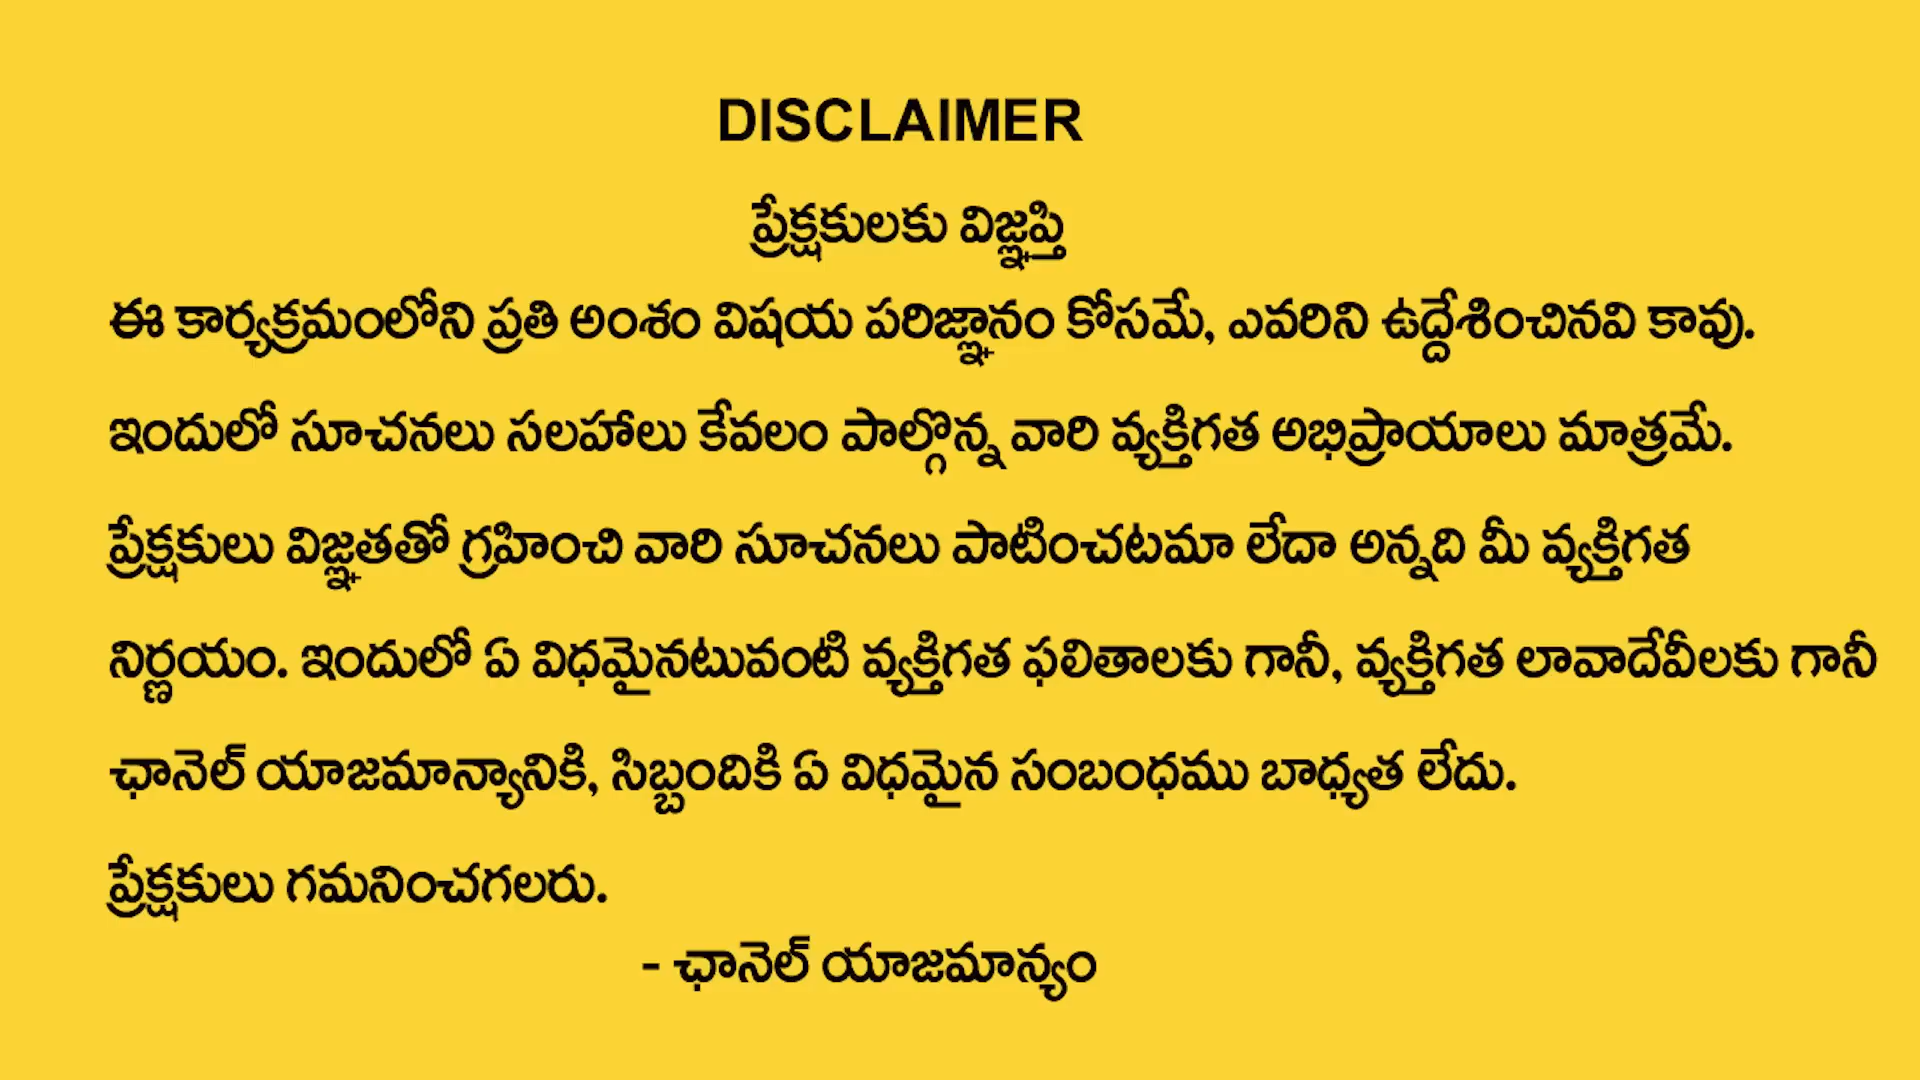 DISCLAIMER
ప్రేక్షకులకు విజ్ఞప్తి
ఈ కార్యక్రమంలోని ప్రతి అంశం విషయ పరిజ్ఞానం కోసమే, ఎవరిని ఉద్దేశించినవి కావు.
ఇందులో సూచనలు సలహాలు కేవలం పాల్గొన్న వారి వ్యక్తిగత అభిప్రాయాలు మాత్రమే.
ప్రేక్షకులు విజ్ఞతతో గ్రహించి వారి సూచనలు పాటించటమా లేదా అన్నది మీ వ్యక్తిగత
నిర్ణయం. ఇందులో ఏ విధమైనటువంటి వ్యక్తిగత ఫలితాలకు గానీ, వ్యక్తిగత లావాదేవీలకు గానీ
ఛానెల్ యాజమాన్యానికి, సిబ్బందికి ఏ విధమైన సంబంధము బాధ్యత లేదు.
ప్రేక్షకులు గమనించగలరు.
- ఛానెల్ యాజమాన్యం